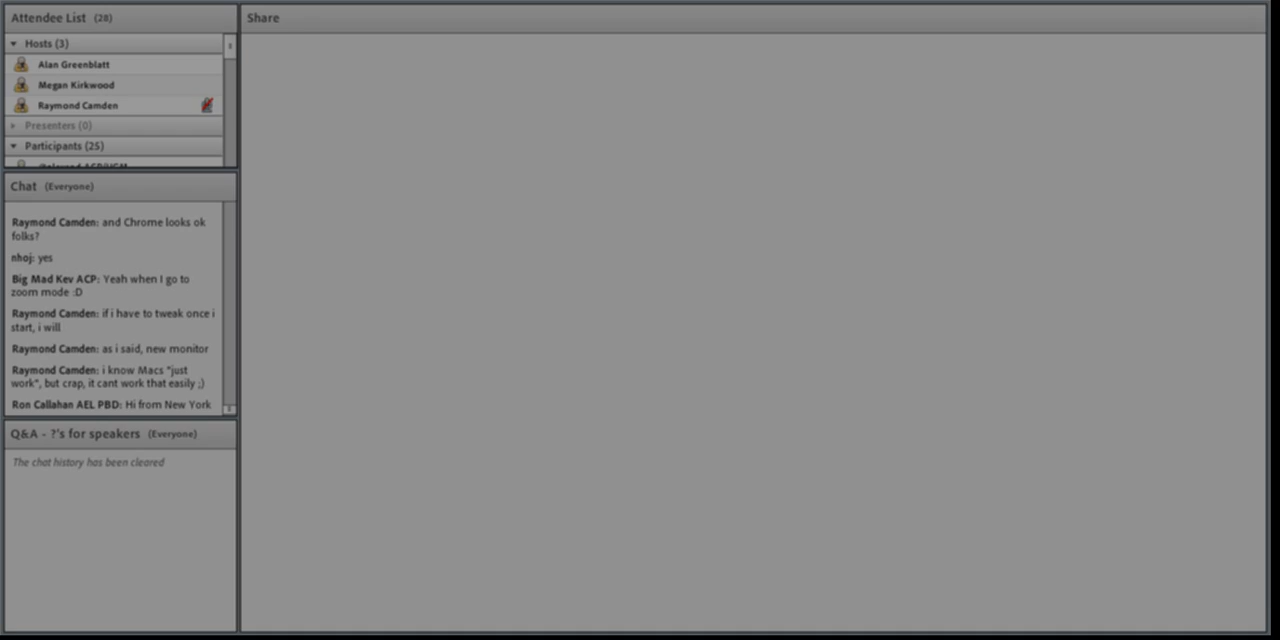 Attendee List (28)
Hosts (3)
Alan Greenblatt
Megan Kirkwood
Raymond Camden
Presenters (0)
Participants (25)
Chat (Everyone)
Raymond Camden: and Chrome looks ok
folks?
nhoj: yes
Big Mad Kev ACP: Yeah when I go to
zoom mode :D
Raymond Camden: if i have to tweak once i
start, i will
Raymond Camden: as i said, new monitor
Raymond Camden: i know Macs "just
work", but crap, it cant work that easily ;)
Ron Callahan AEL PBD: Hi from New York
Q&A - ?'s for speakers (Everyone)
The chat history has been cleared
Share